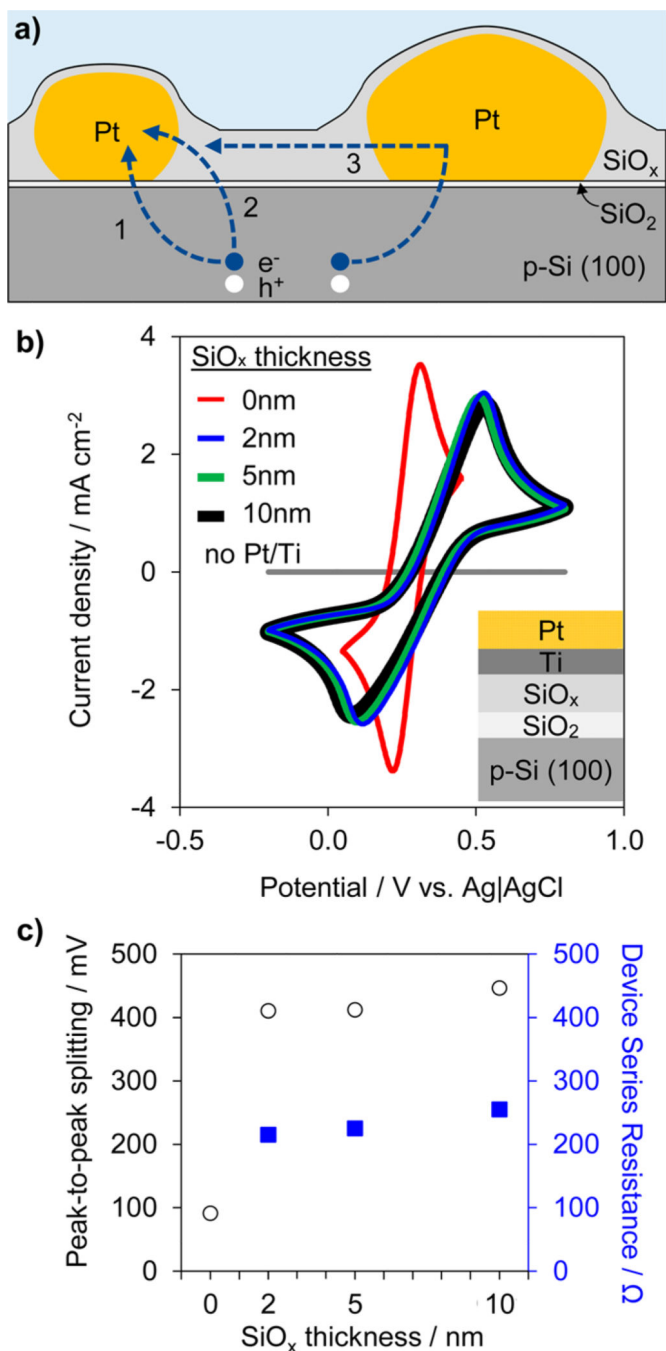 a)
Pt
Pt
1
2
3
SiOₓ
SiO₂
e⁻
h⁺
p-Si (100)
b)
SiOₓ thickness
0nm
2nm
5nm
10nm
no Pt/Ti
4
2
0
-2
-4
Current density / mA cm⁻²
Pt
Ti
SiOₓ
SiO₂
p-Si (100)
-0.5
0.0
0.5
1.0
Potential / V vs. Ag|AgCl
c)
Peak-to-peak splitting / mV
500
400
300
200
100
0
500
400
300
200
100
0
Device Series Resistance / Ω
0
2
5
10
SiOₓ thickness / nm